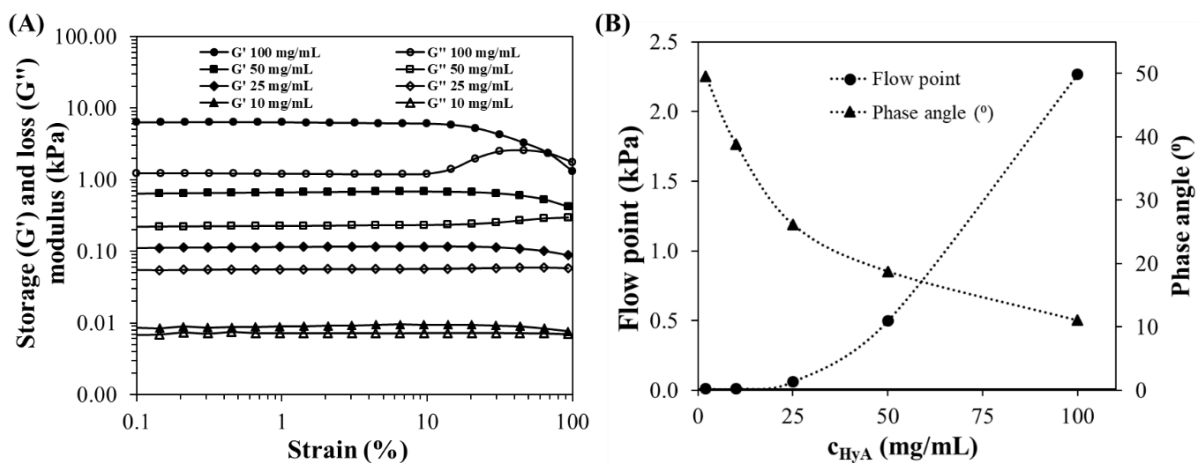 (A)
100.00
10.00
1.00
0.10
0.01
0.00
Storage (G') and loss (G")
modulus (kPa)
G' 100 mg/mL
G" 100 mg/mL
G' 50 mg/mL
G" 50 mg/mL
G' 25 mg/mL
G" 25 mg/mL
G' 10 mg/mL
G" 10 mg/mL
0.1
1
10
100
Strain (%)
(B)
2.5
2.0
1.5
1.0
0.5
0.0
Flow point (kPa)
Flow point
Phase angle (º)
50
40
30
20
10
0
Phase angle (º)
0
25
50
75
100
cHyA (mg/mL)